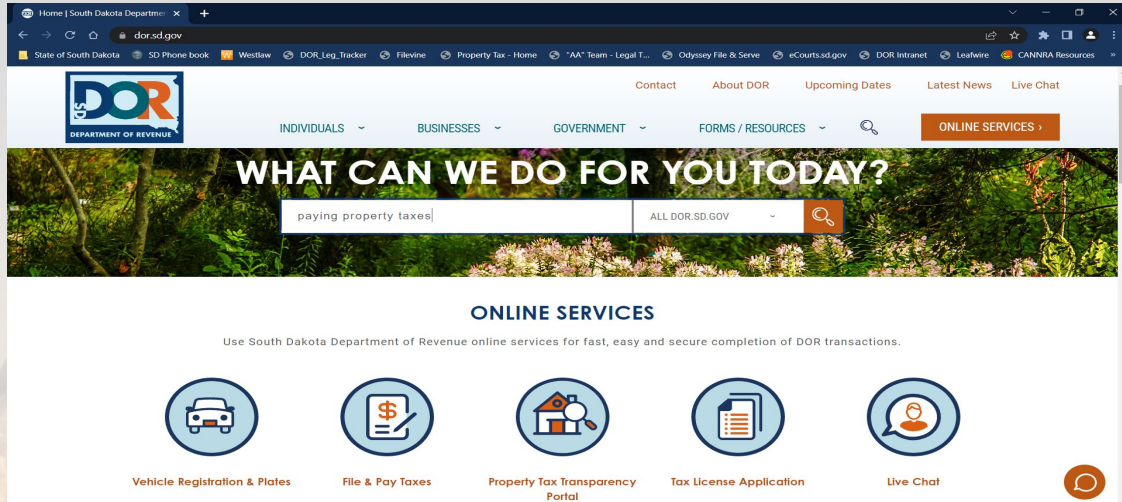 Home | South Dakota Departmen
dor.sd.gov
State of South Dakota SD Phone book Westlaw DOR_Leg_Tracker Filevine Property Tax - Home "AA" Team - Legal T... Odyssey File & Serve eCourts.sd.gov DOR Intranet Leafwire CANNRA Resources »
Contact About DOR Upcoming Dates Latest News Live Chat
SD DOR
DEPARTMENT OF REVENUE
INDIVIDUALS BUSINESSES GOVERNMENT FORMS / RESOURCES ONLINE SERVICES ›
WHAT CAN WE DO FOR YOU TODAY?
paying property taxes ALL DOR.SD.GOV
ONLINE SERVICES
Use South Dakota Department of Revenue online services for fast, easy and secure completion of DOR transactions.
Vehicle Registration & Plates File & Pay Taxes Property Tax Transparency Tax License Application Live Chat
Portal